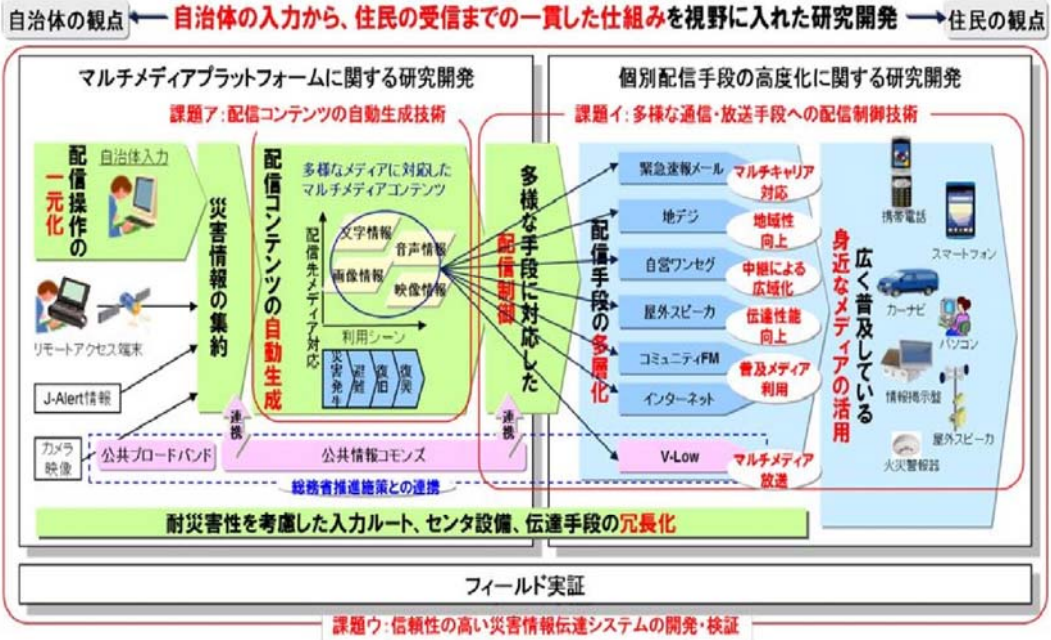 自治体の観点
自治体の入力から、住民の受信までの一貫した仕組みを視野に入れた研究開発
住民の観点
マルチメディアプラットフォームに関する研究開発
課題ア:配信コンテンツの自動生成技術
配信操作の
一元化
自治体入力
リモートアクセス端末
J-Alert情報
カメラ
映像
災害情報の集約
配信コンテンツの自動生成
多様なメディアに対応した
マルチメディアコンテンツ
配信先メディア対応
文字情報
音声情報
画像情報
映像情報
利用シーン
災害発生
避難
復旧
復興
多様な手段に対応した
配信制御
連携
連携
公共ブロードバンド
公共情報コモンズ
総務省推進施策との連携
個別配信手段の高度化に関する研究開発
課題イ:多様な通信・放送手段への配信制御技術
配信手段の多層化
緊急速報メール
マルチキャリア
対応
地デジ
地域性
向上
自営ワンセグ
中継による
広域化
屋外スピーカ
伝達性能
向上
コミュニティFM
普及メディア
利用
インターネット
V-Low
マルチメディア
放送
広く普及している
身近なメディアの活用
携帯電話
スマートフォン
カーナビ
パソコン
情報掲示盤
屋外スピーカ
火災警報器
耐災害性を考慮した入力ルート、センタ設備、伝達手段の冗長化
フィールド実証
課題ウ:信頼性の高い災害情報伝達システムの開発・検証